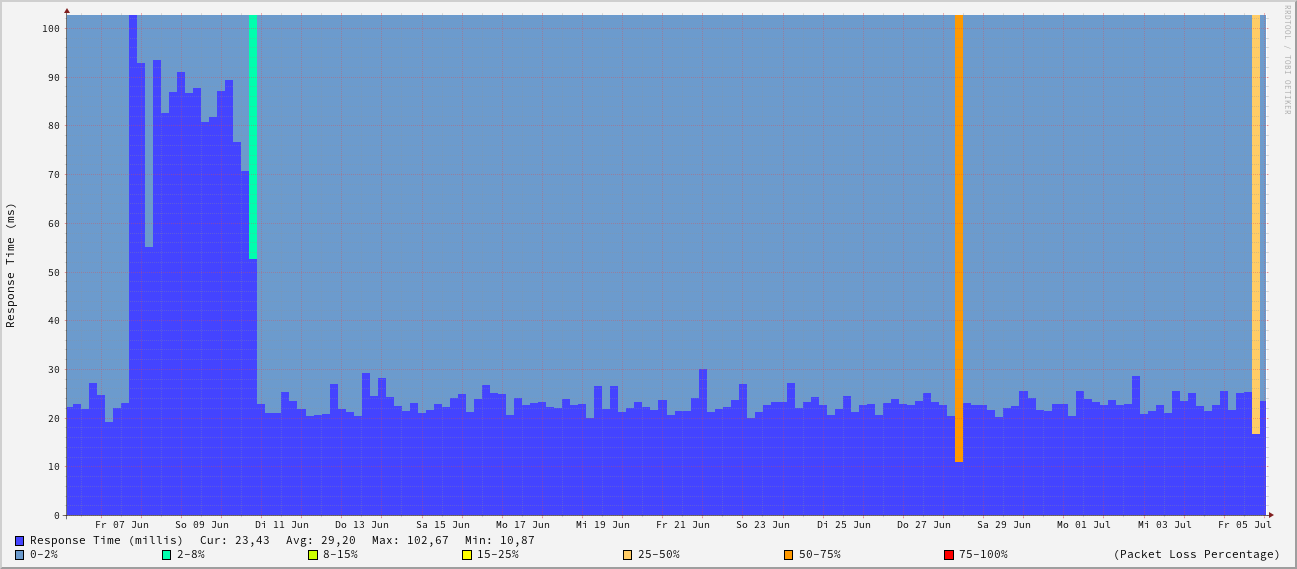 RRDTOOL / TOBI OETIKER
Response Time (ms)
100
90
80
70
60
50
40
30
20
10
0
Fr 07 Jun So 09 Jun Di 11 Jun Do 13 Jun Sa 15 Jun Mo 17 Jun Mi 19 Jun Fr 21 Jun So 23 Jun Di 25 Jun Do 27 Jun Sa 29 Jun Mo 01 Jul Mi 03 Jul Fr 05 Jul
Response Time (millis) Cur: 23,43 Avg: 29,20 Max: 102,67 Min: 10,87
0-2% 2-8% 8-15% 15-25% 25-50% 50-75% 75-100% (Packet Loss Percentage)